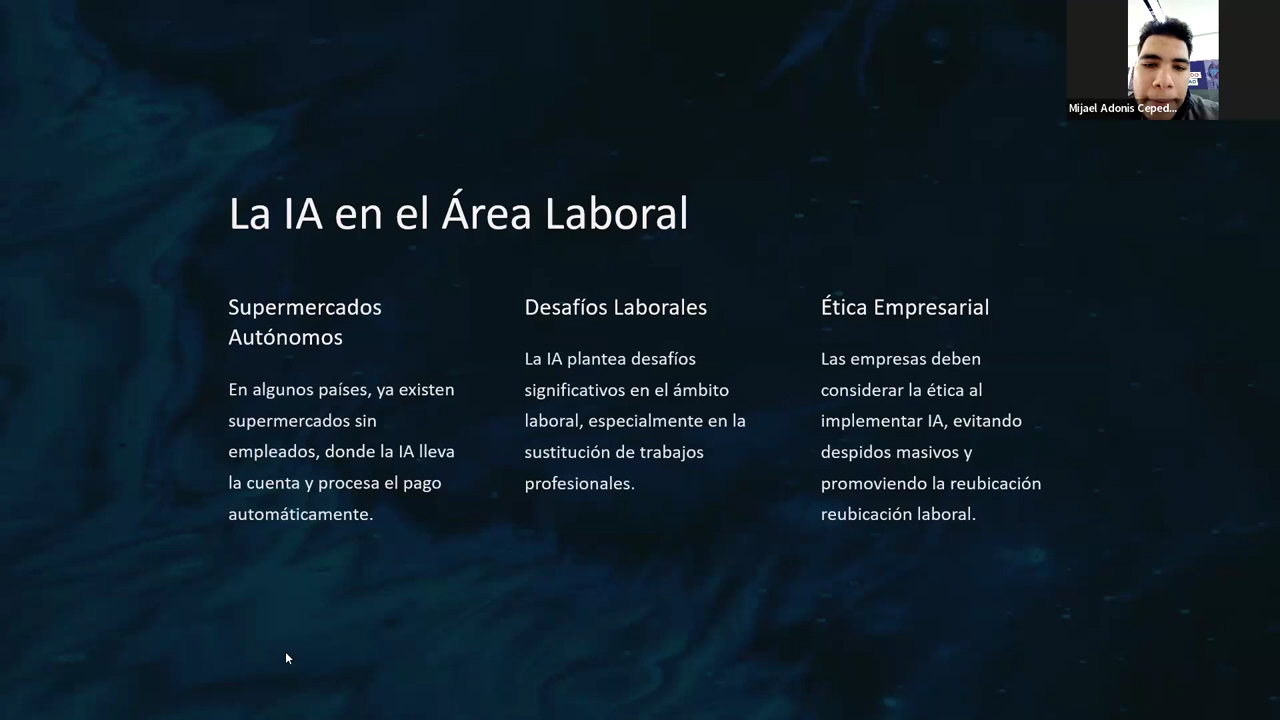 Mijael Adonis Ceped...
La IA en el Área Laboral
Supermercados
Autónomos
En algunos países, ya existen
supermercados sin
empleados, donde la IA lleva
la cuenta y procesa el pago
automáticamente.
Desafíos Laborales
La IA plantea desafíos
significativos en el ámbito
laboral, especialmente en la
sustitución de trabajos
profesionales.
Ética Empresarial
Las empresas deben
considerar la ética al
implementar IA, evitando
despidos masivos y
promoviendo la reubicación
reubicación laboral.